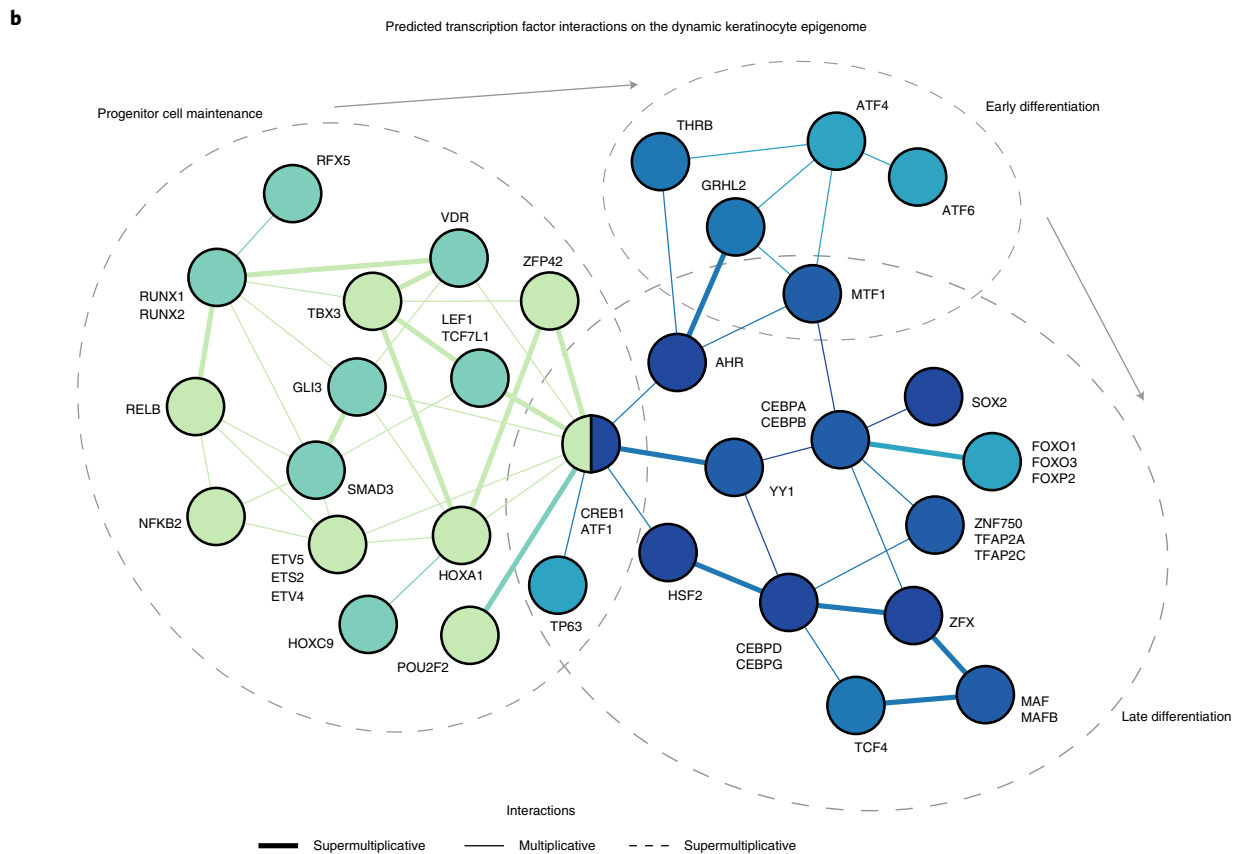 b
Predicted transcription factor interactions on the dynamic keratinocyte epigenome
Progenitor cell maintenance
Early differentiation
RFX5
THRB
ATF4
GRHL2
ATF6
VDR
ZFP42
RUNX1
RUNX2
TBX3
LEF1
TCF7L1
MTF1
GLI3
AHR
RELB
SMAD3
CEBPA
CEBPB
SOX2
FOXO1
FOXO3
FOXP2
YY1
NFKB2
CREB1
ATF1
ZNF750
TFAP2A
TFAP2C
ETV5
ETS2
ETV4
HOXA1
HSF2
HOXC9
POU2F2
TP63
CEBPD
CEBPG
ZFX
MAF
MAFB
TCF4
Late differentiation
Interactions
Supermultiplicative
Multiplicative
Supermultiplicative